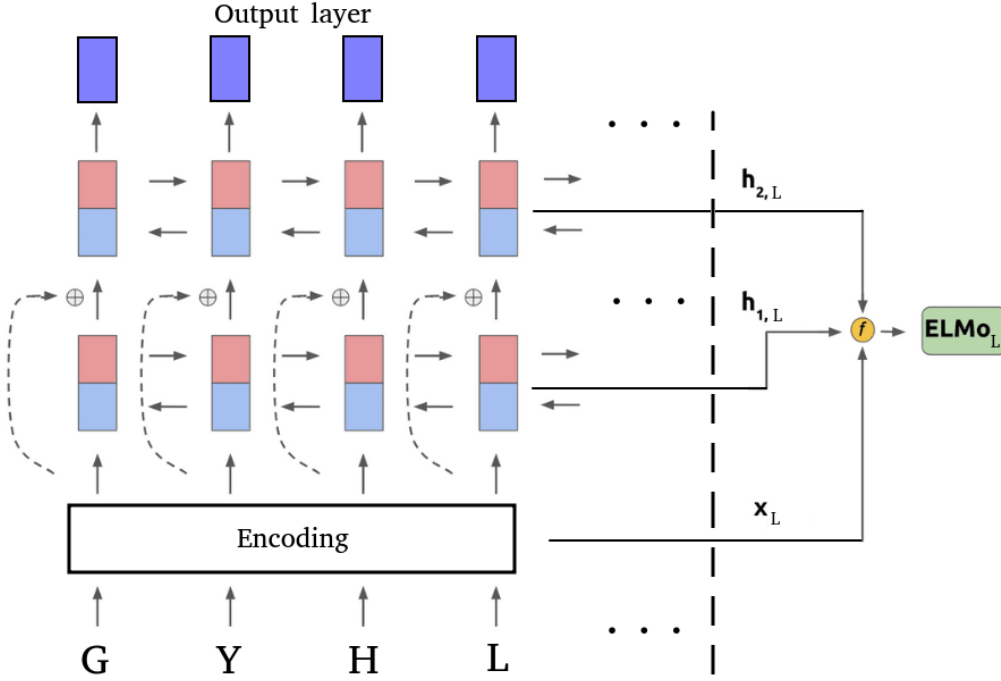 Output layer
. . .
h2, L
. . .
h1, L
f
ELMoL
xL
Encoding
. . .
G Y H L